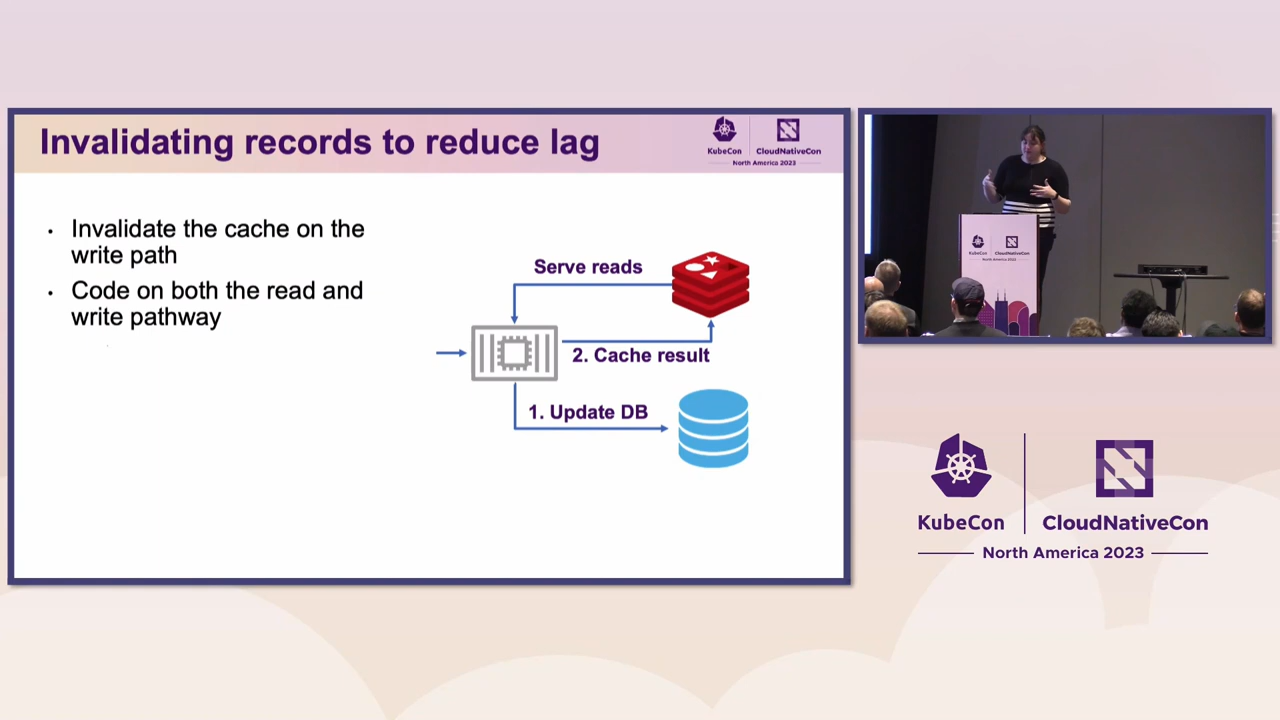 Invalidating records to reduce lag
KubeCon
CloudNativeCon
North America 2023
• Invalidate the cache on the
write path
• Code on both the read and
write pathway
Serve reads
2. Cache result
1. Update DB
KubeCon
CloudNativeCon
North America 2023
KubeCon
CloudNativeCon
North America 2023